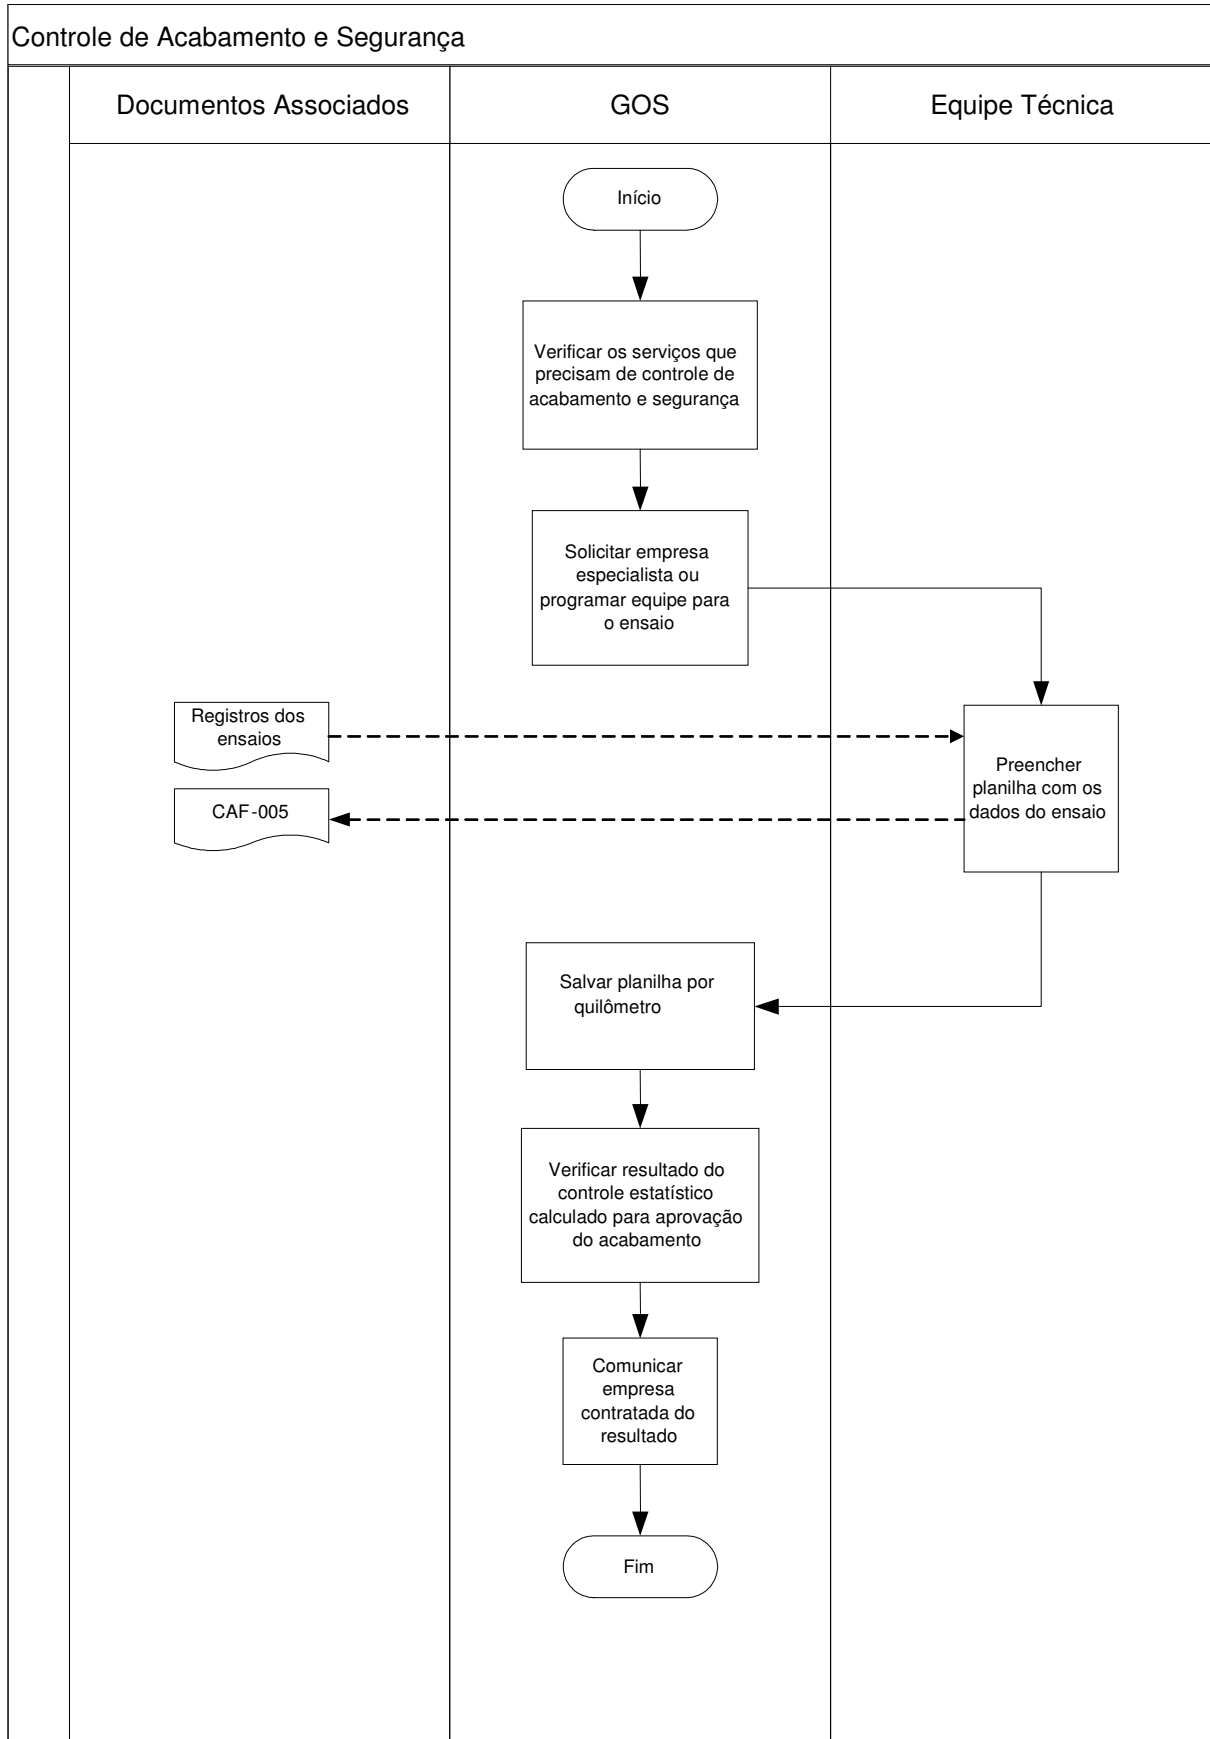 Controle de Acabamento e Segurança
Documentos Associados
GOS
Equipe Técnica
Início
Verificar os serviços que
precisam de controle de
acabamento e segurança
Solicitar empresa
especialista ou
programar equipe para
o ensaio
Registros dos
ensaios
CAF-005
Preencher
planilha com os
dados do ensaio
Salvar planilha por
quilômetro
Verificar resultado do
controle estatístico
calculado para aprovação
do acabamento
Comunicar
empresa
contratada do
resultado
Fim